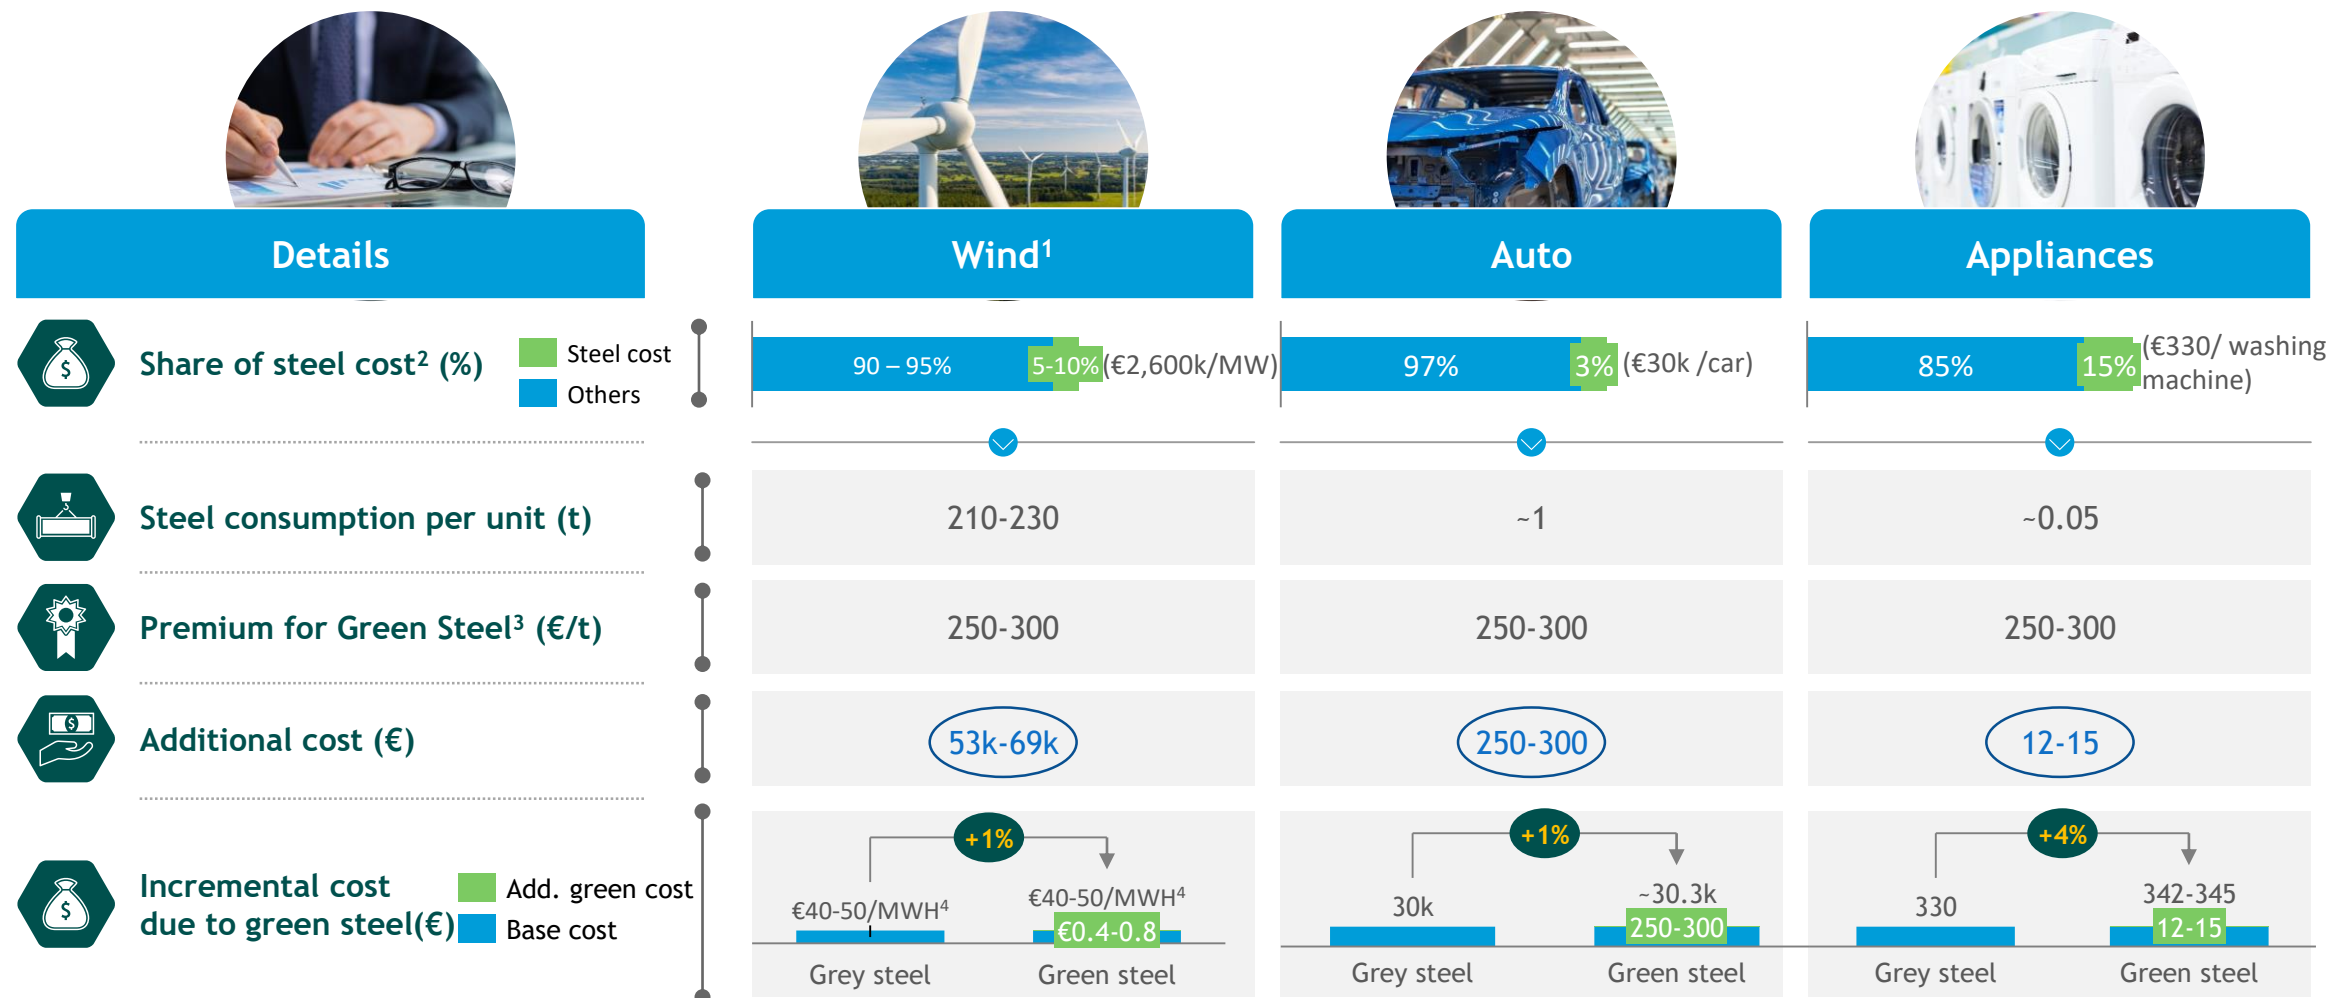 Details
Wind¹
Auto
Appliances
Share of steel cost² (%)
Steel cost
Others
90 – 95%
5-10%
(€2,600k/MW)
97%
3%
(€30k /car)
85%
15%
(€330/ washing
machine)
Steel consumption per unit (t)
210-230
~1
~0.05
Premium for Green Steel³ (€/t)
250-300
250-300
250-300
Additional cost (€)
53k-69k
250-300
12-15
Incremental cost
due to green steel(€)
Add. green cost
Base cost
+1%
€40-50/MWH⁴
€40-50/MWH⁴
€0.4-0.8
Grey steel
Green steel
+1%
30k
~30.3k
250-300
Grey steel
Green steel
+4%
330
342-345
12-15
Grey steel
Green steel